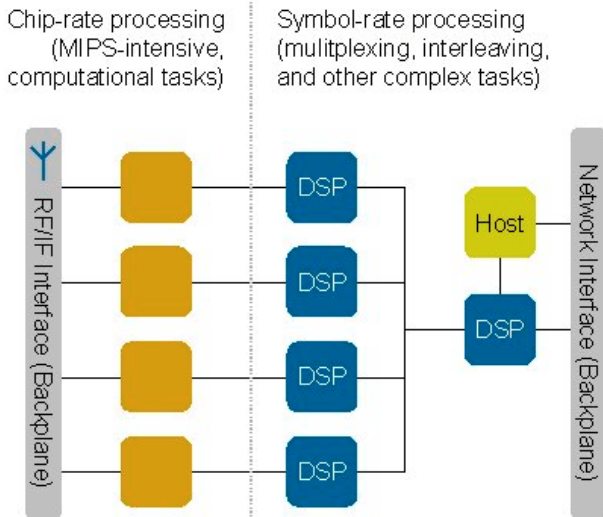 Chip-rate processing
(MIPS-intensive,
computational tasks)
Symbol-rate processing
(mulitplexing, interleaving,
and other complex tasks)
RF/IF Interface (Backplane)
DSP
DSP
DSP
DSP
Host
DSP
Network Interface (Backplane)